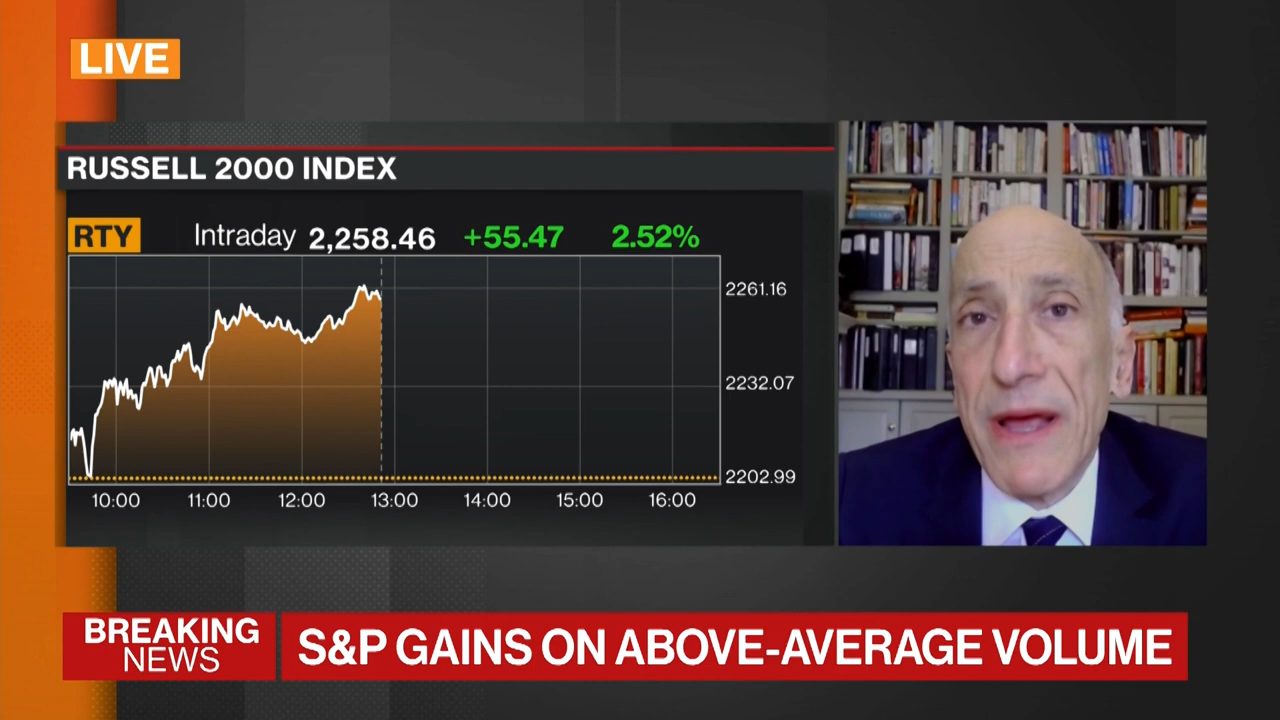 LIVE
RUSSELL 2000 INDEX
RTY Intraday 2,258.46 +55.47 2.52%
2261.16
2232.07
2202.99
10:00 11:00 12:00 13:00 14:00 15:00 16:00
BREAKING NEWS
S&P GAINS ON ABOVE-AVERAGE VOLUME